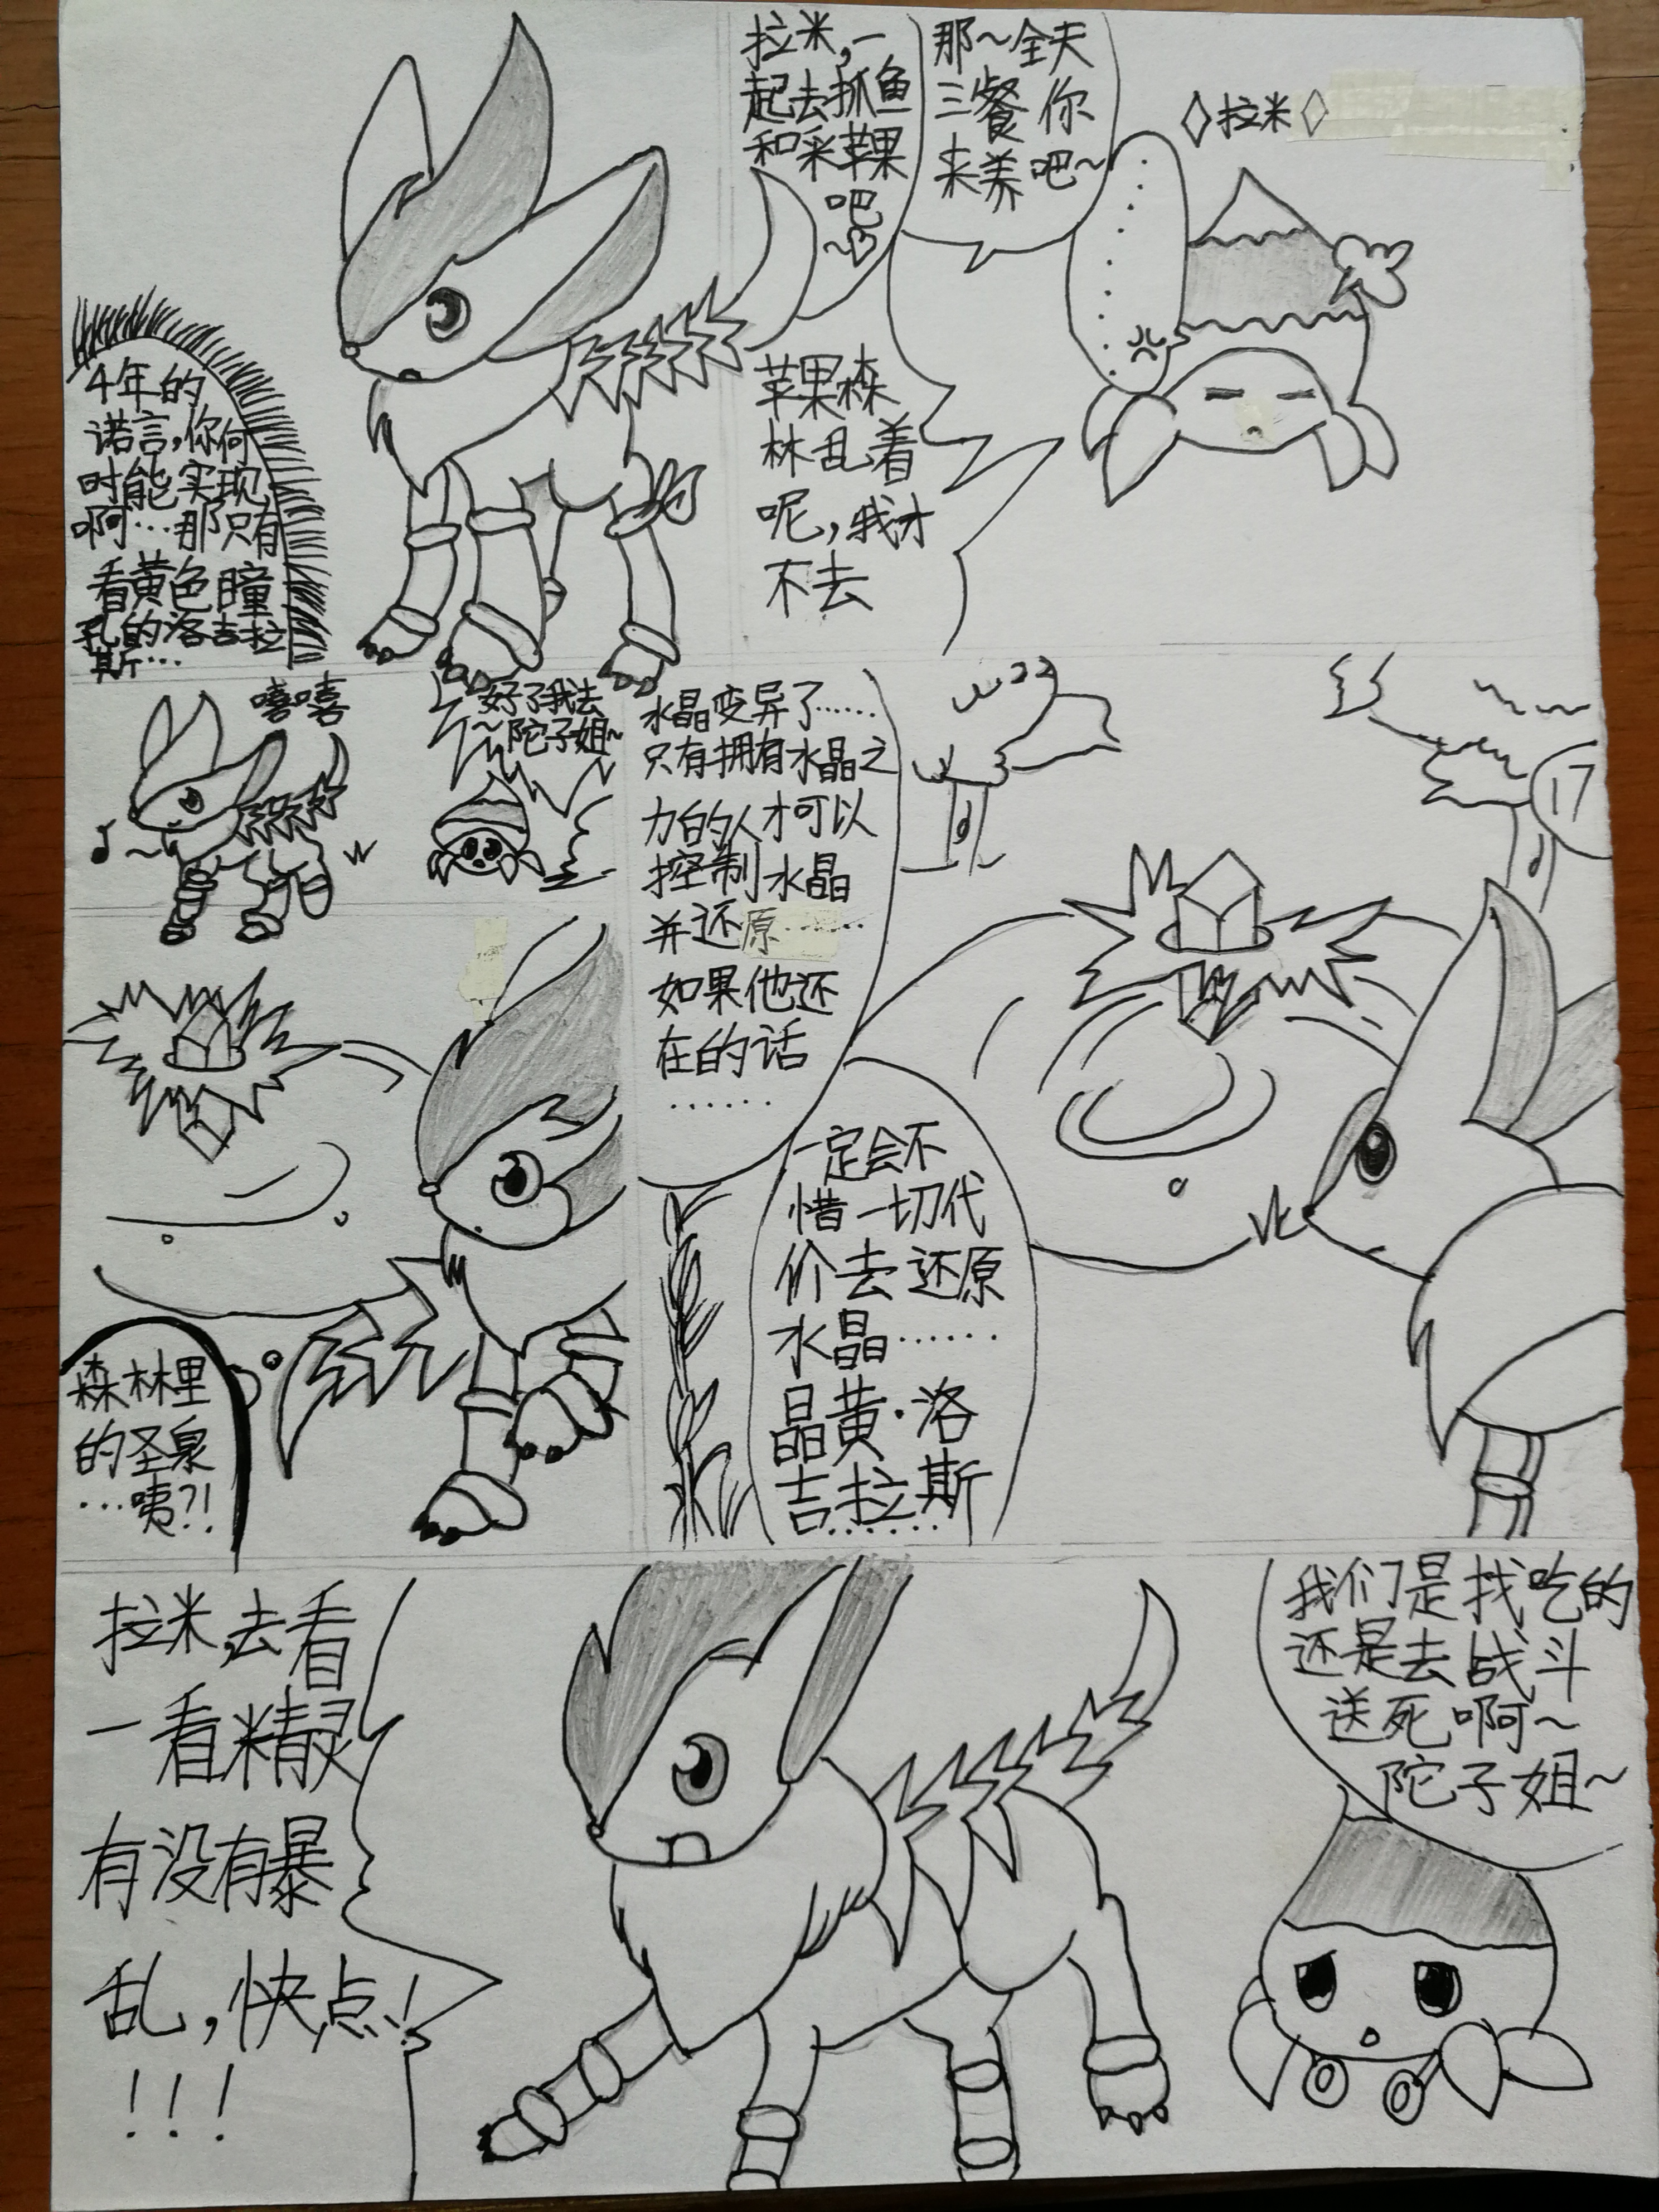 4年的
诺言,你何
时能实现
啊…那只有
看黄色瞳
孔的洛吉拉
斯…
拉米,一
起去抓鱼
和采苹果
吧
~♡
那~全天
三餐你
来养吧~
◇拉米◇
苹果森
林乱着
呢,我才
不去
嘻嘻
好了我去
~陀子姐~
水晶变异了……
只有拥有水晶之
力的人才可以
控制水晶
并还原……
如果他还
在的话
……
17
一定会不
惜一切代
价去还原
水晶……
晶黄·洛
吉拉斯
……
森林里
的圣泉
…咦?!
拉米,去看
一看精灵
有没有暴
乱,快点!
!!!
我们是找吃的
还是去战斗
送死啊~
陀子姐~